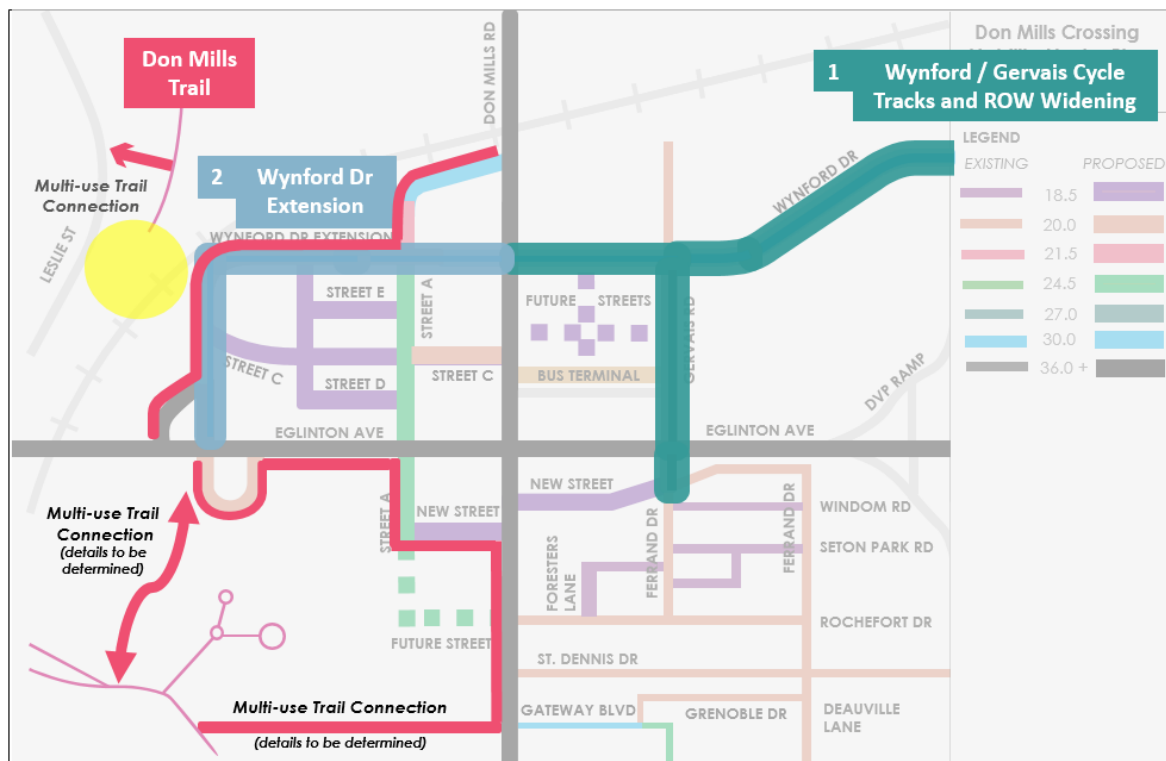 Don Mills
Trail
DON MILLS RD
Don Mills Crossing
1 Wynford / Gervais Cycle
Tracks and ROW Widening
LEGEND
EXISTING PROPOSED
18.5
20.0
21.5
24.5
27.0
30.0
36.0 +
Multi-use Trail
Connection
LESLIE ST
2 Wynford Dr
Extension
WYNFORD DR EXTENSION
WYNFORD DR
STREET E
STREET A
FUTURE STREETS
GERVAIS RD
STREET C
STREET D
STREET C
BUS TERMINAL
DVP RAMP
EGLINTON AVE
EGLINTON AVE
NEW STREET
Multi-use Trail
Connection
(details to be
determined)
STREET A
NEW STREET
FORESTERS
LANE
FERRAND DR
FERRAND DR
WINDOM RD
SETON PARK RD
ROCHEFORT DR
FUTURE STREET
ST. DENNIS DR
Multi-use Trail Connection
(details to be determined)
GATEWAY BLVD
GRENOBLE DR
DEAUVILLE
LANE